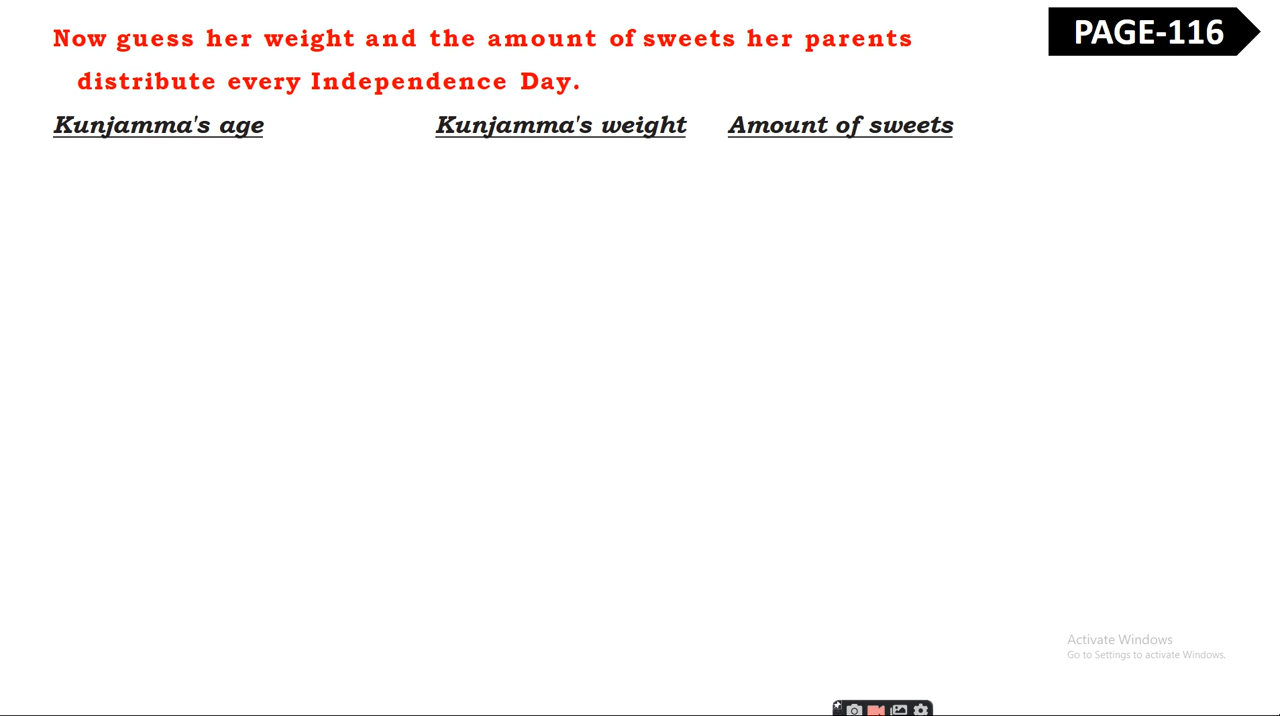 Now guess her weight and the amount of sweets her parents
PAGE-116
distribute every Independence Day.
Kunjamma's age Kunjamma's weight Amount of sweets
Activate Windows
Go to Settings to activate Windows.